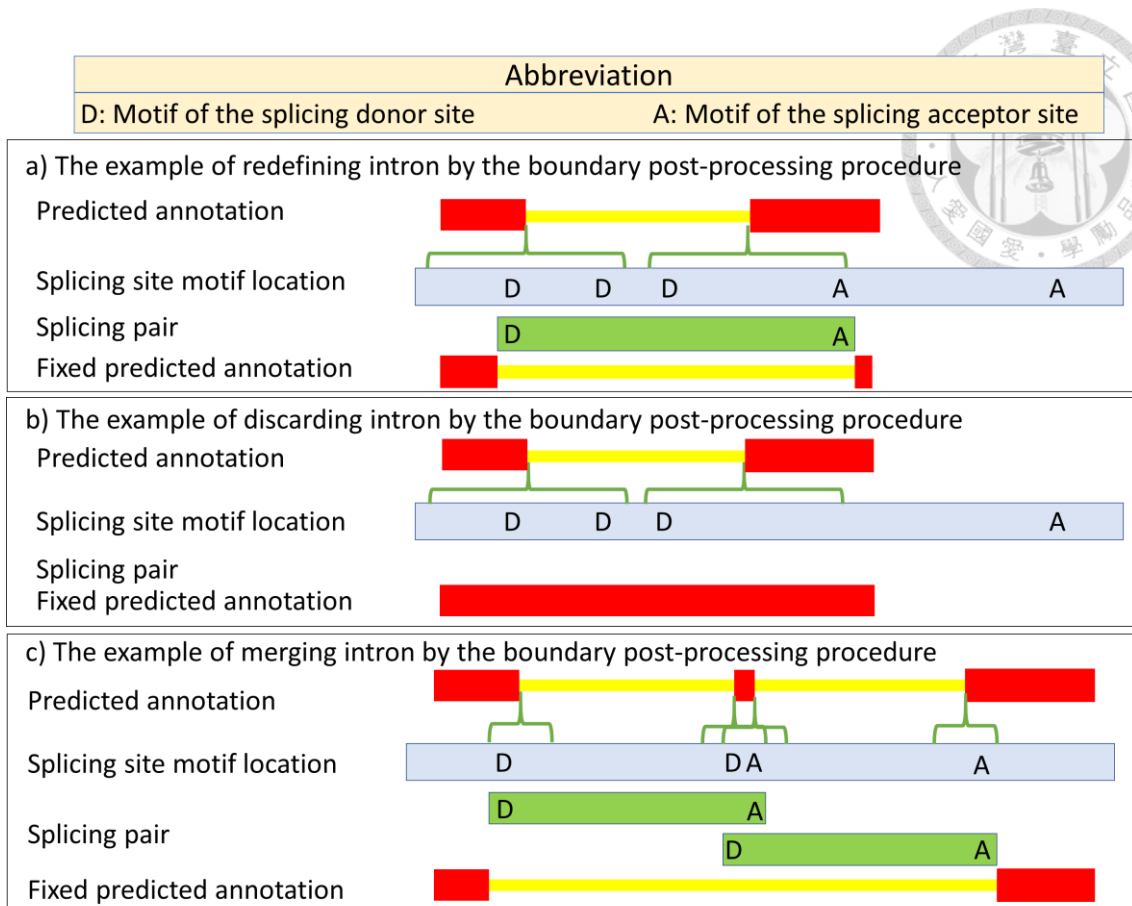 Abbreviation
D: Motif of the splicing donor site A: Motif of the splicing acceptor site
a) The example of redefining intron by the boundary post-processing procedure
Predicted annotation
Splicing site motif location
D D D A A
Splicing pair
D A
Fixed predicted annotation
b) The example of discarding intron by the boundary post-processing procedure
Predicted annotation
Splicing site motif location
D D D A
Splicing pair
Fixed predicted annotation
c) The example of merging intron by the boundary post-processing procedure
Predicted annotation
Splicing site motif location
D D A A
D A
Splicing pair
D A
Fixed predicted annotation